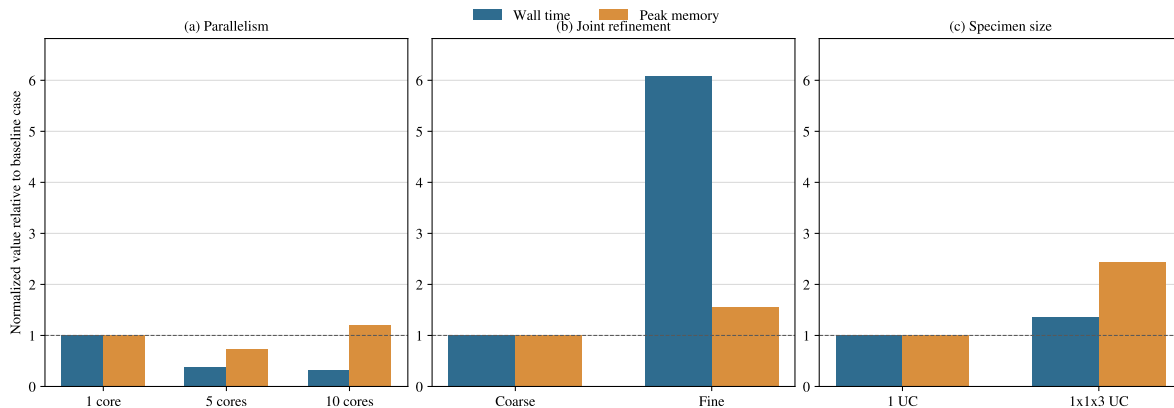 Wall time Peak memory
(a) Parallelism
(b) Joint refinement
(c) Specimen size
Normalized value relative to baseline case
6
5
4
3
2
1
0
1 core 5 cores 10 cores
6
5
4
3
2
1
0
Coarse Fine
6
5
4
3
2
1
0
1 UC 1x1x3 UC